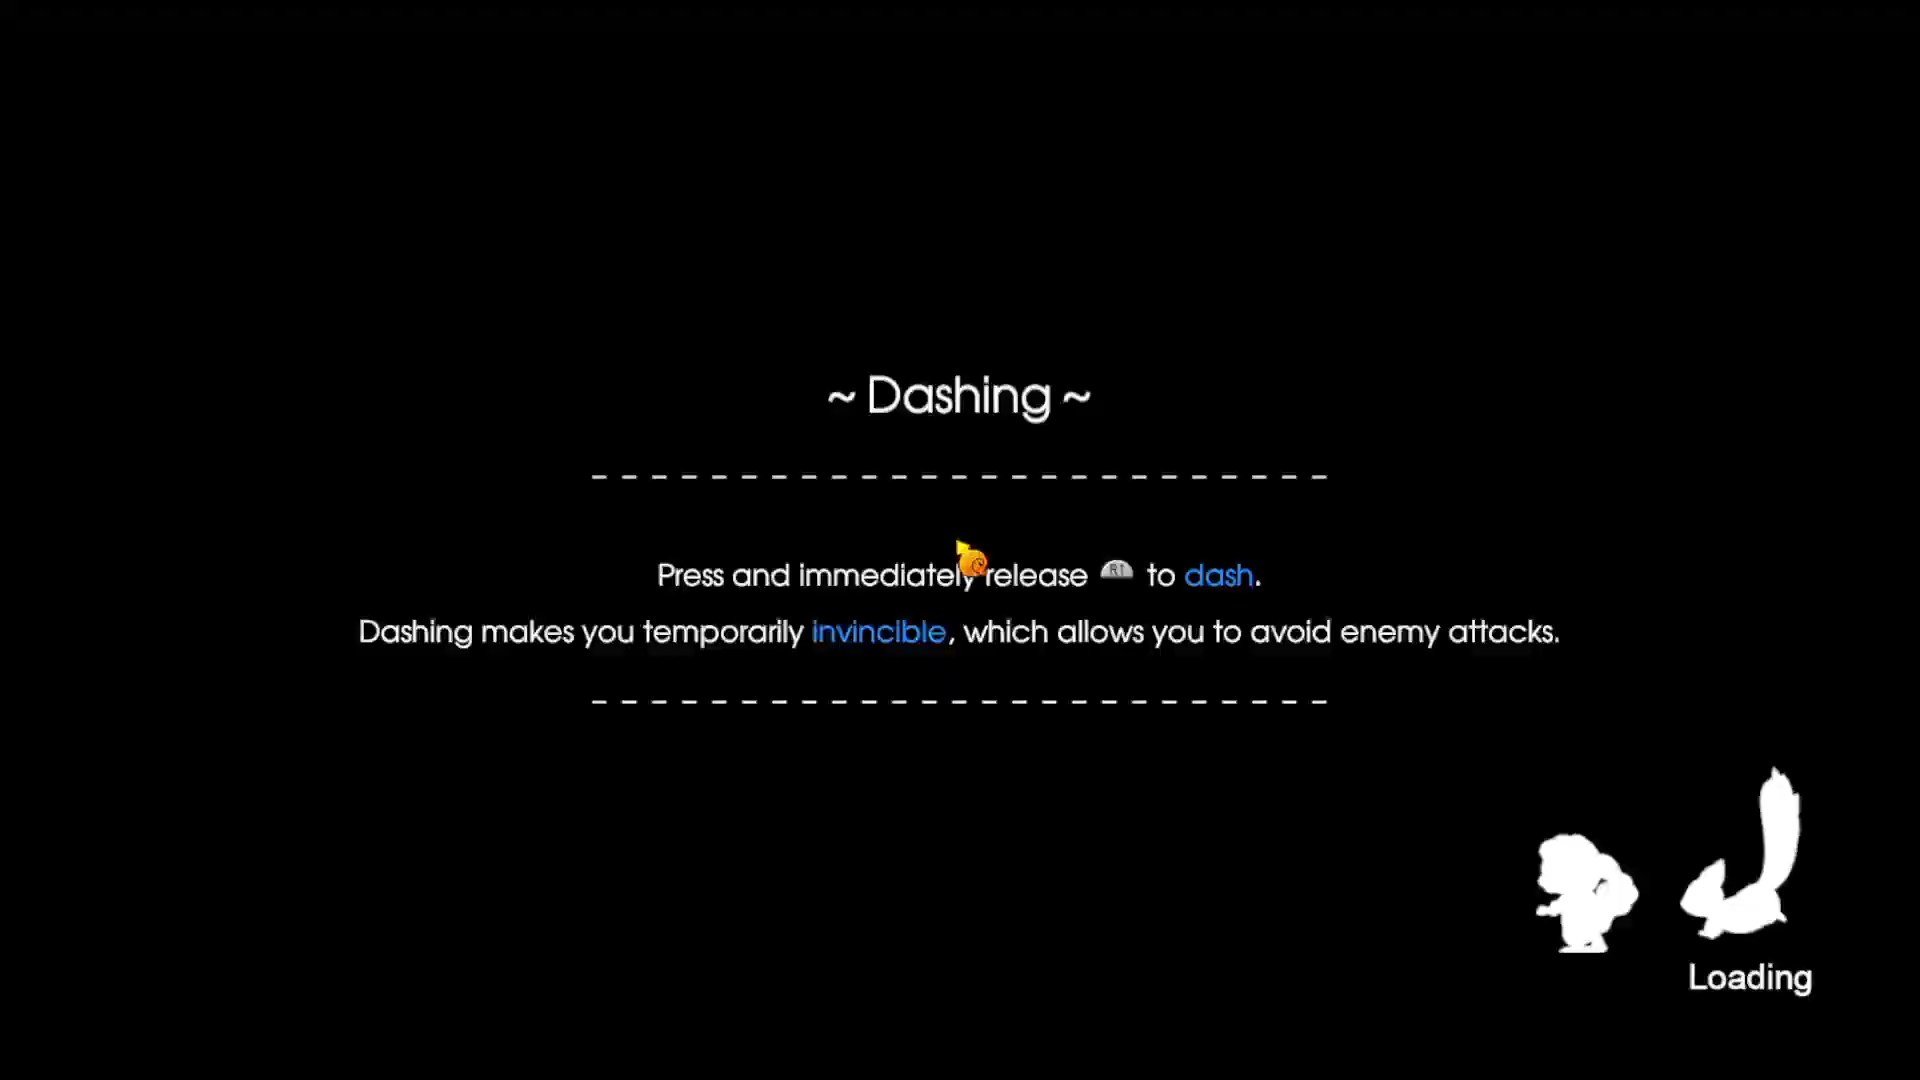 ~ Dashing ~
- - - - - - - - - - - - - - - - - - - - - - - - -
Press and immediately release R1 to dash.
Dashing makes you temporarily invincible, which allows you to avoid enemy attacks.
- - - - - - - - - - - - - - - - - - - - - - - - -
Loading